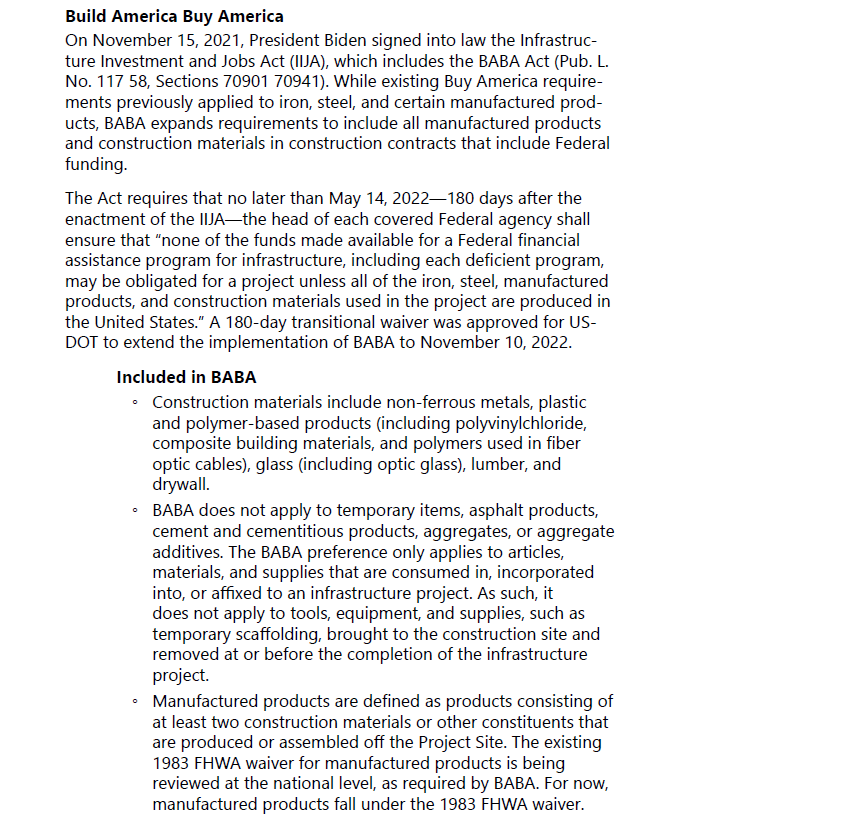 Build America Buy America
On November 15, 2021, President Biden signed into law the Infrastruc-
ture Investment and Jobs Act (IIJA), which includes the BABA Act (Pub. L.
No. 117 58, Sections 70901 70941). While existing Buy America require-
ments previously applied to iron, steel, and certain manufactured prod-
ucts, BABA expands requirements to include all manufactured products
and construction materials in construction contracts that include Federal
funding.
The Act requires that no later than May 14, 2022—180 days after the
enactment of the IIJA—the head of each covered Federal agency shall
ensure that “none of the funds made available for a Federal financial
assistance program for infrastructure, including each deficient program,
may be obligated for a project unless all of the iron, steel, manufactured
products, and construction materials used in the project are produced in
the United States.” A 180-day transitional waiver was approved for US-
DOT to extend the implementation of BABA to November 10, 2022.
Included in BABA
◦ Construction materials include non-ferrous metals, plastic
and polymer-based products (including polyvinylchloride,
composite building materials, and polymers used in fiber
optic cables), glass (including optic glass), lumber, and
drywall.
◦ BABA does not apply to temporary items, asphalt products,
cement and cementitious products, aggregates, or aggregate
additives. The BABA preference only applies to articles,
materials, and supplies that are consumed in, incorporated
into, or affixed to an infrastructure project. As such, it
does not apply to tools, equipment, and supplies, such as
temporary scaffolding, brought to the construction site and
removed at or before the completion of the infrastructure
project.
◦ Manufactured products are defined as products consisting of
at least two construction materials or other constituents that
are produced or assembled off the Project Site. The existing
1983 FHWA waiver for manufactured products is being
reviewed at the national level, as required by BABA. For now,
manufactured products fall under the 1983 FHWA waiver.